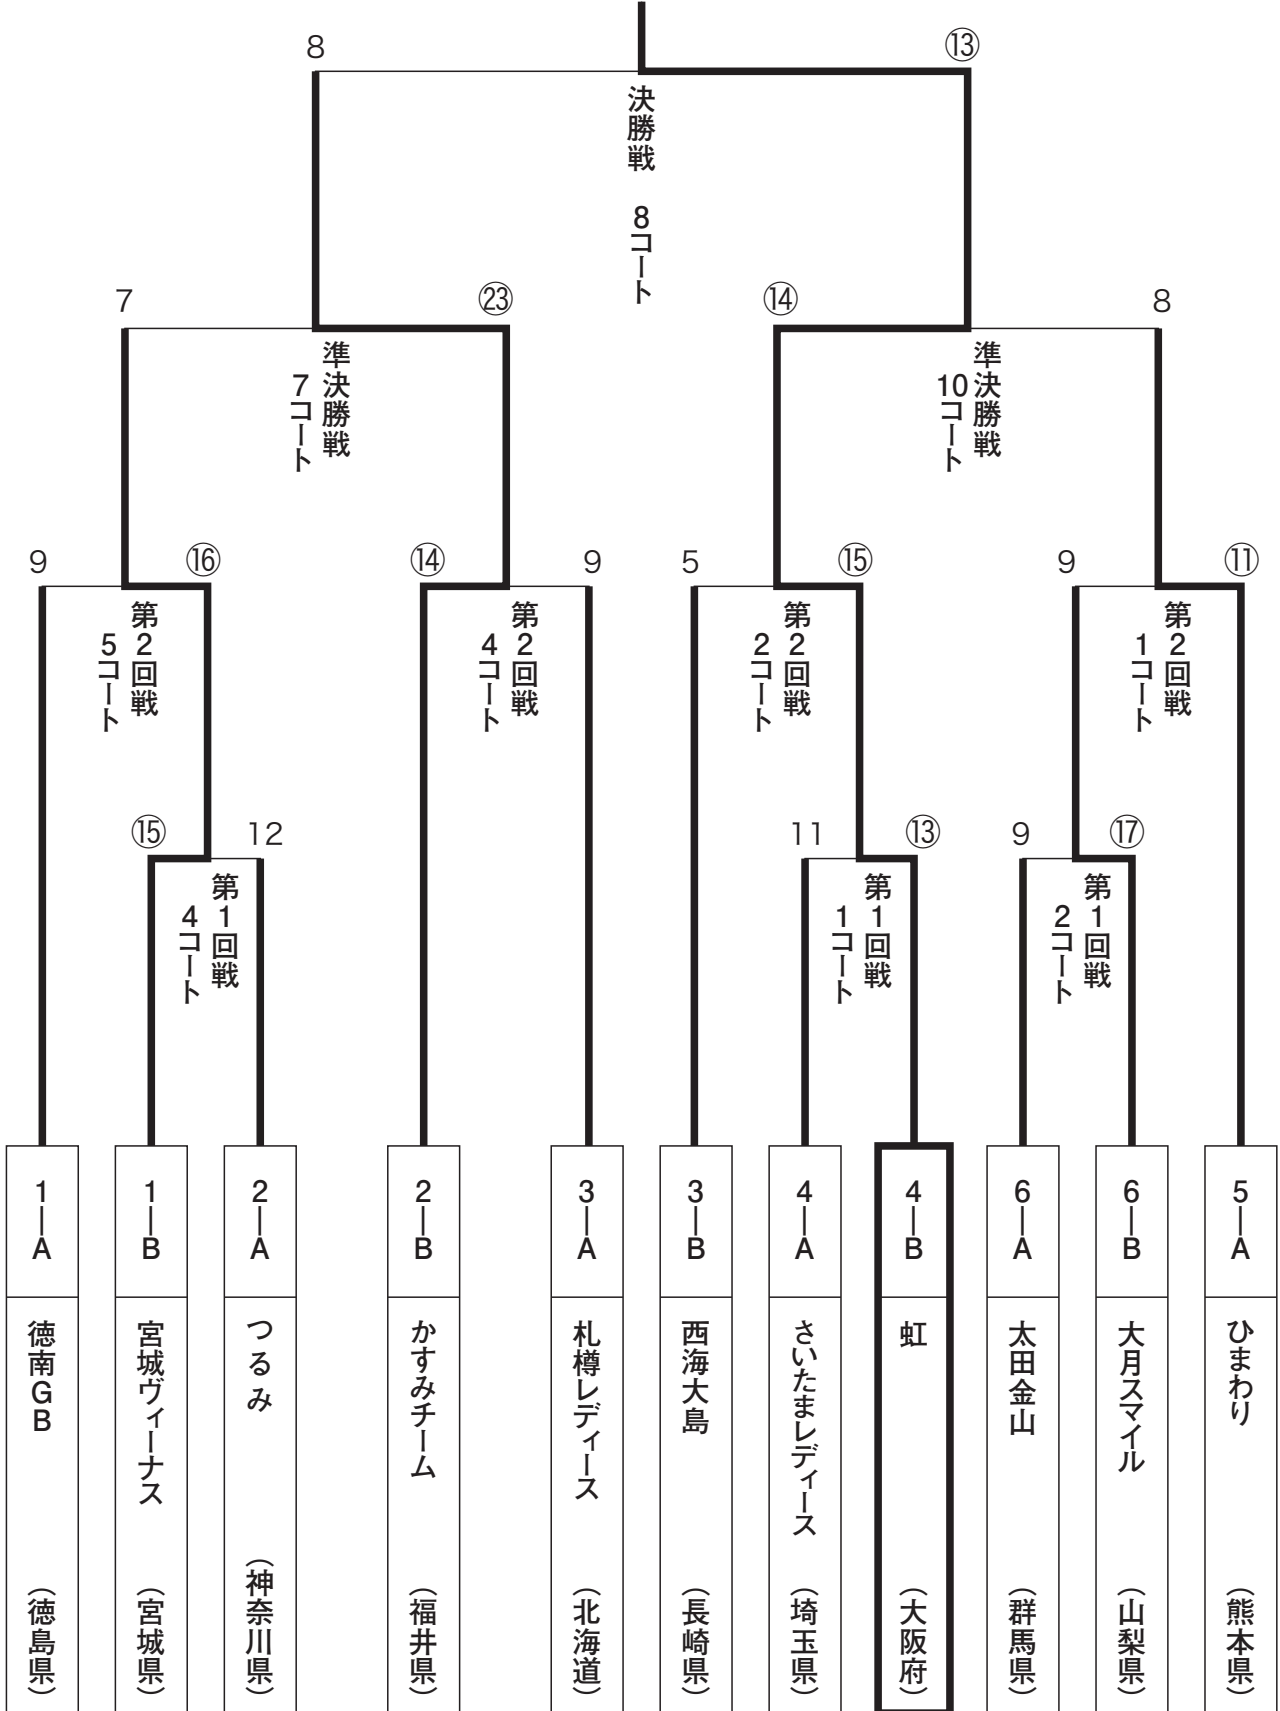 8
⑬
決勝戦 8コート
7
㉓
⑭
8
準決勝戦
7コート
準決勝戦
10コート
9
⑯
⑭
9
5
⑮
9
⑪
第2回戦
5コート
第2回戦
4コート
第2回戦
2コート
第2回戦
1コート
⑮
12
11
⑬
9
⑰
第1回戦
4コート
第1回戦
1コート
第1回戦
2コート
1―A
徳南GB (徳島県)
1―B
宮城ヴィーナス (宮城県)
2―A
つるみ (神奈川県)
2―B
かすみチーム (福井県)
3―A
札樽レディース (北海道)
3―B
西海大島 (長崎県)
4―A
さいたまレディース (埼玉県)
4―B
虹 (大阪府)
6―A
太田金山 (群馬県)
6―B
大月スマイル (山梨県)
5―A
ひまわり (熊本県)